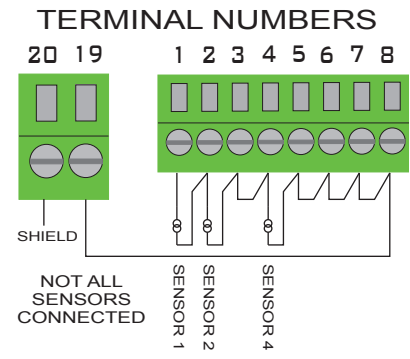 TERMINAL NUMBERS
20 19 1 2 3 4 5 6 7 8
SHIELD
NOT ALL
SENSORS
CONNECTED
SENSOR 1
SENSOR 2
SENSOR 4